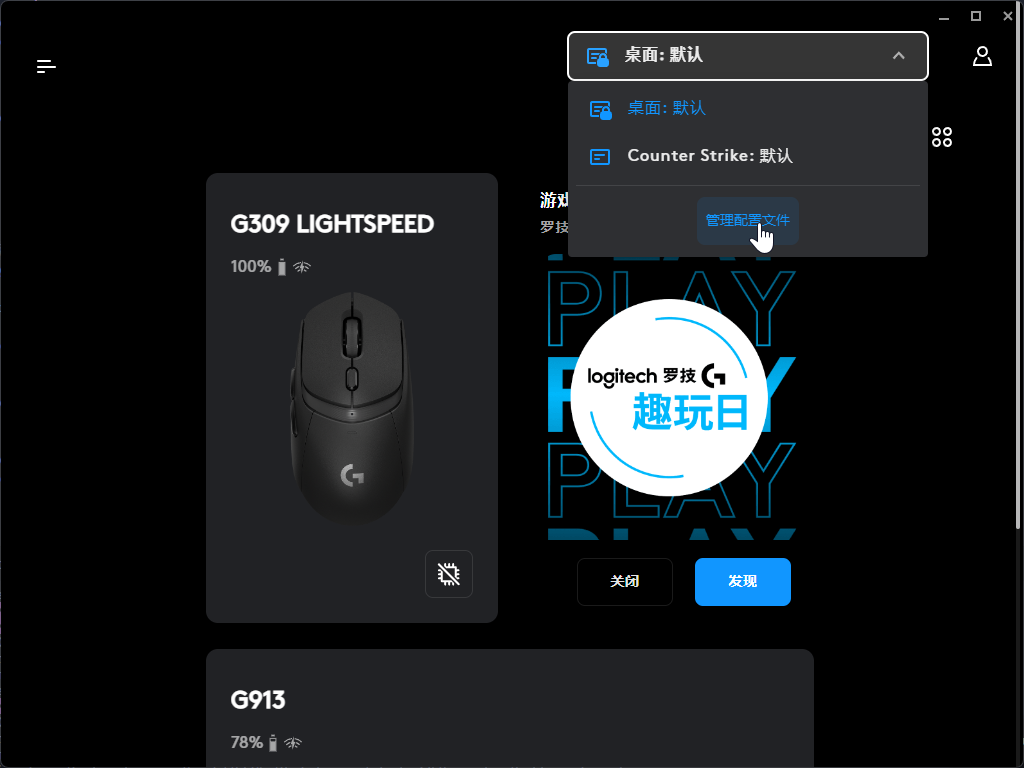 桌面: 默认
桌面: 默认
Counter Strike: 默认
管理配置文件
G309 LIGHTSPEED
100%
游戏
罗技
PLAY
PLAY
logitech 罗技 G
趣玩日
PLAY
PLAY
关闭
发现
G913
78%